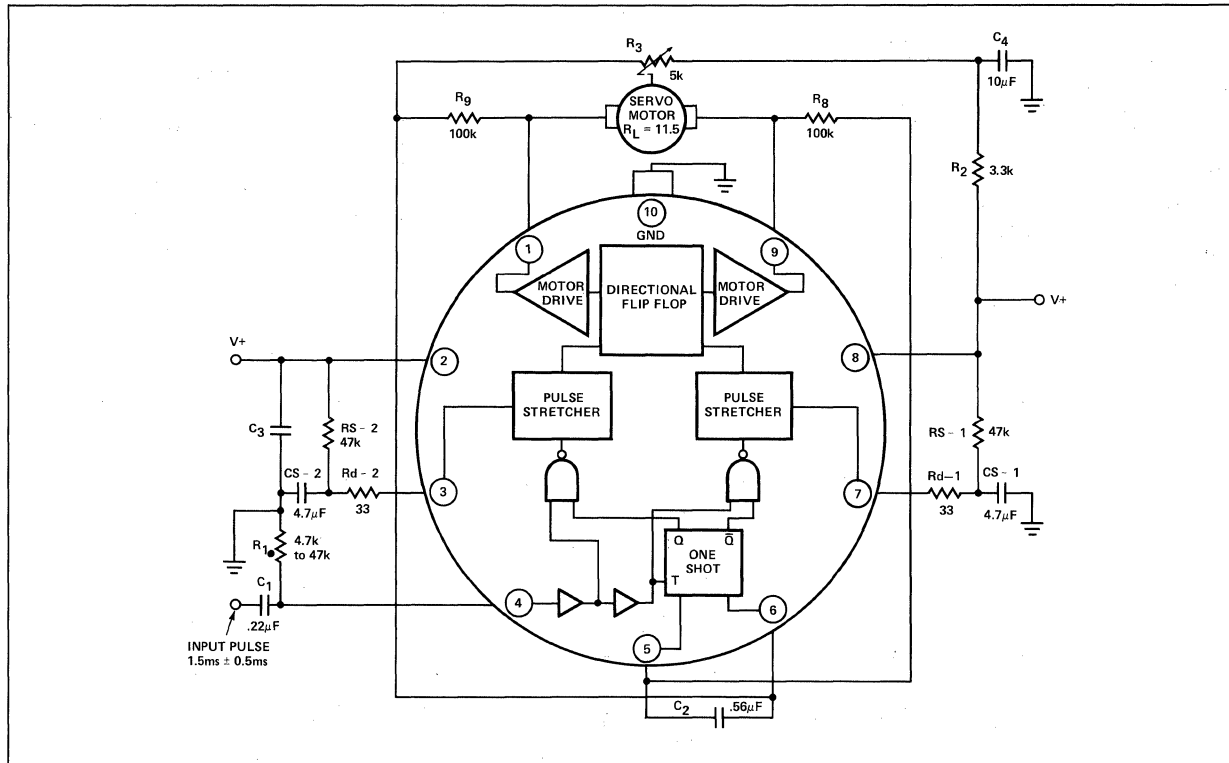 R3
5k
C4
10µF
R9
100k
SERVO
MOTOR
RL = 11.5
R8
100k
R2
3.3k
10
GND
1
9
MOTOR
DRIVE
DIRECTIONAL
FLIP FLOP
MOTOR
DRIVE
V+
V+
2
8
PULSE
STRETCHER
PULSE
STRETCHER
C3
RS - 2
47k
RS - 1
47k
CS - 2
4.7µF
Rd - 2
33
3
7
Rd-1
33
CS - 1
4.7µF
R1
4.7k
to 47k
Q
Q̅
ONE
SHOT
T
C1
.22µF
4
6
INPUT PULSE
1.5ms ± 0.5ms
5
C2
.56µF